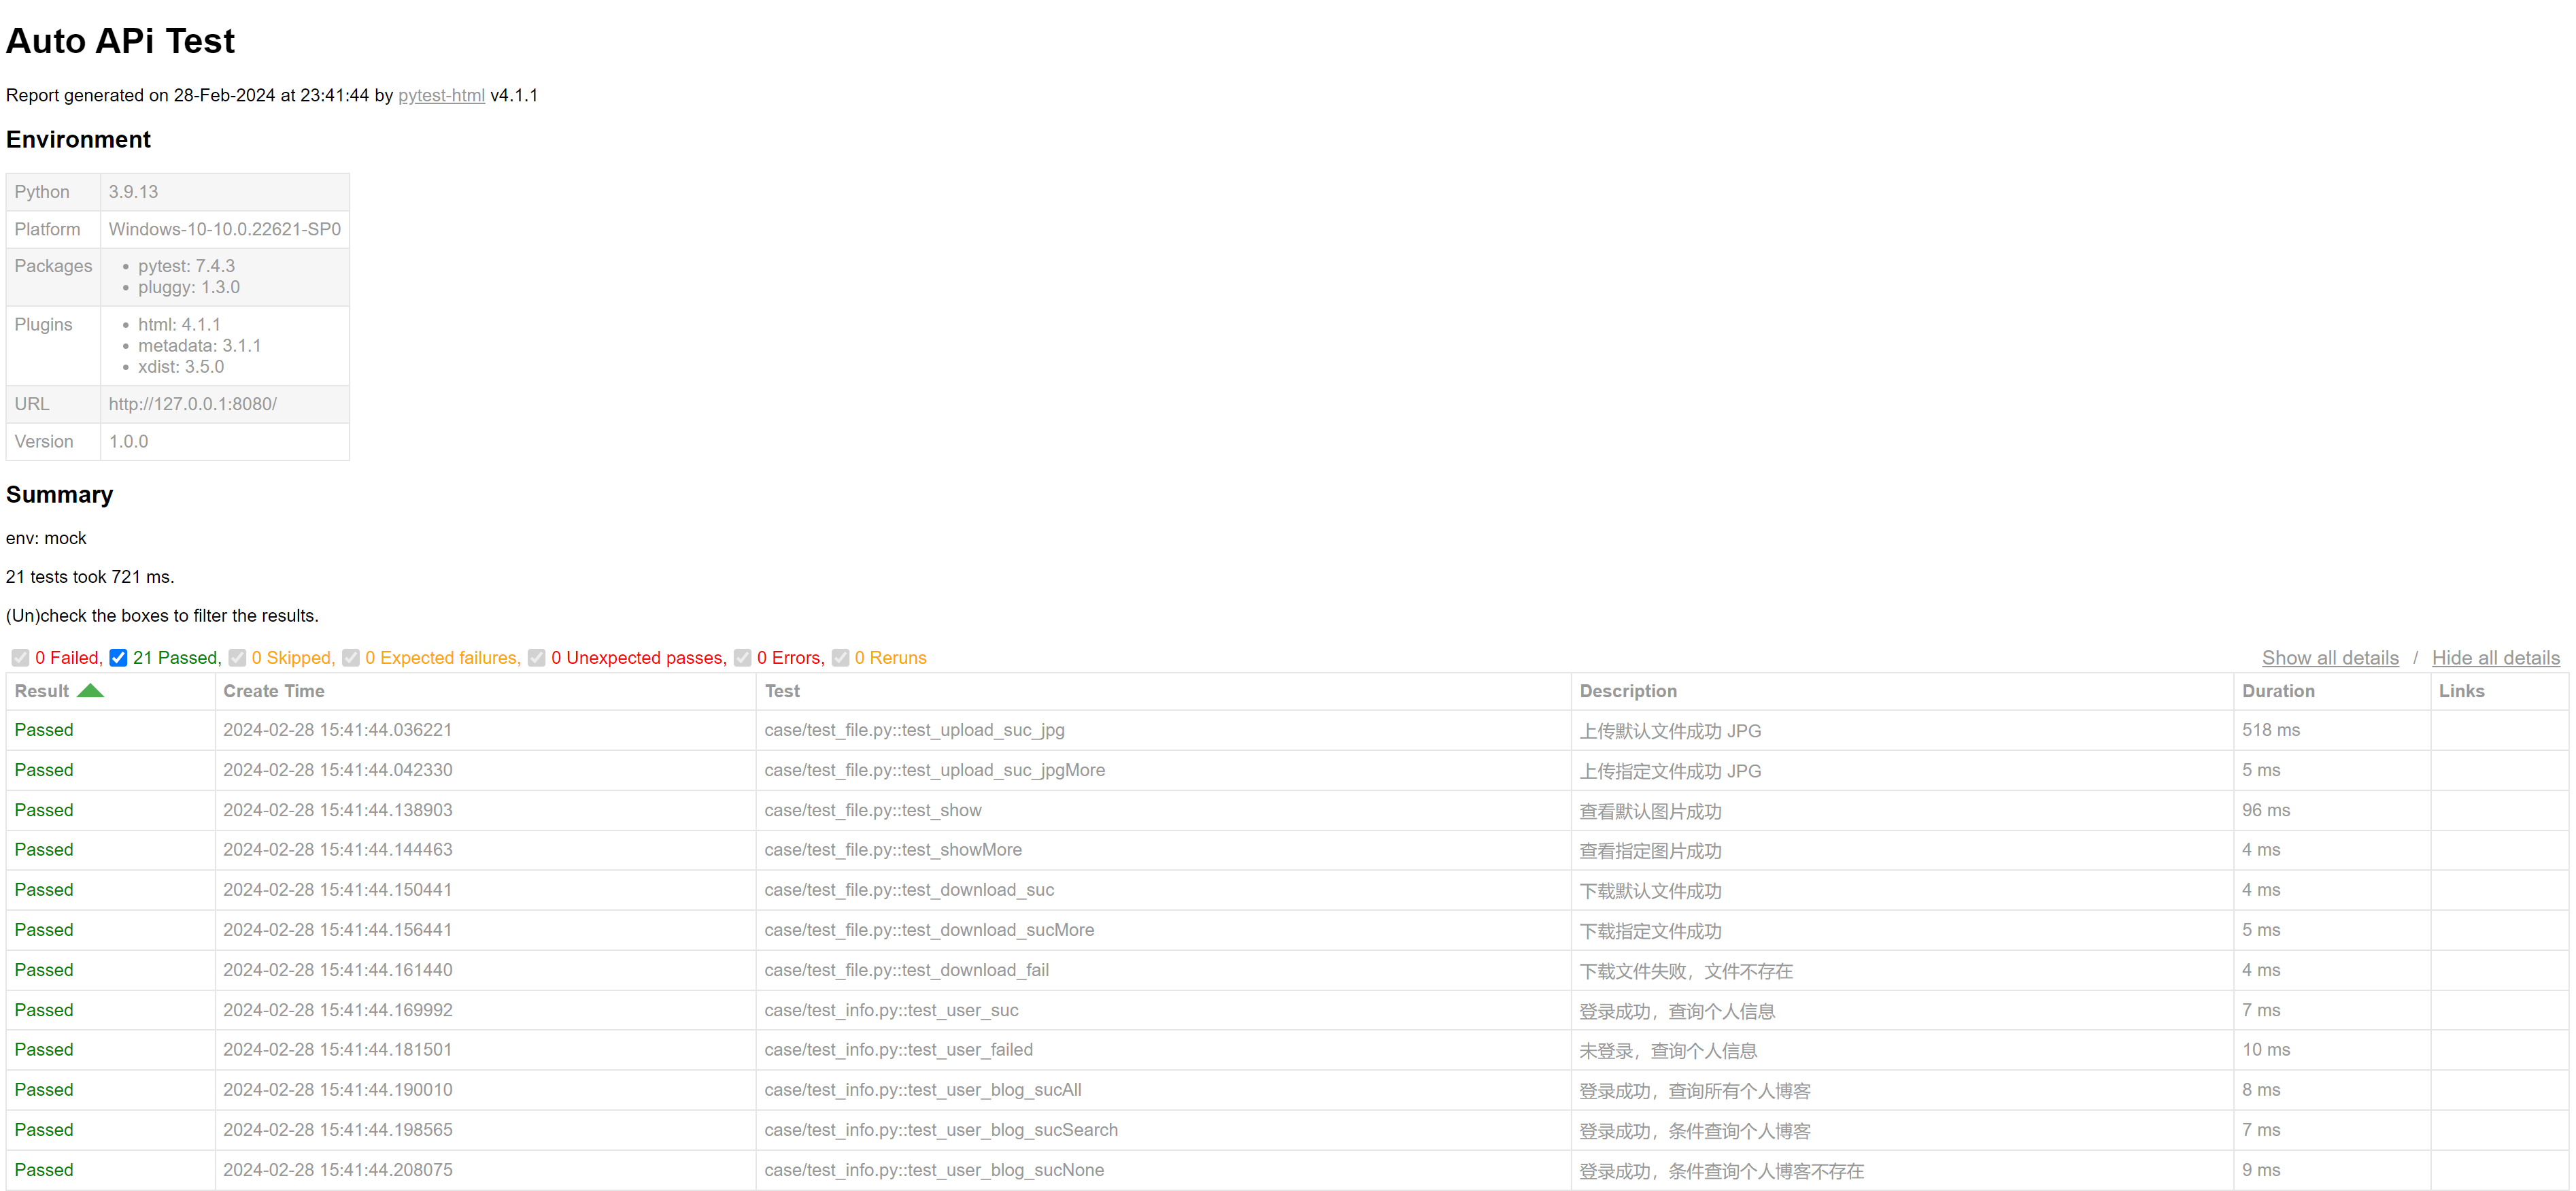 Auto APi Test
Report generated on 28-Feb-2024 at 23:41:44 by pytest-html v4.1.1
Environment
Python 3.9.13
Platform Windows-10-10.0.22621-SP0
Packages • pytest: 7.4.3
• pluggy: 1.3.0
Plugins • html: 4.1.1
• metadata: 3.1.1
• xdist: 3.5.0
URL http://127.0.0.1:8080/
Version 1.0.0
Summary
env: mock
21 tests took 721 ms.
(Un)check the boxes to filter the results.
0 Failed, 21 Passed, 0 Skipped, 0 Expected failures, 0 Unexpected passes, 0 Errors, 0 Reruns Show all details / Hide all details
Result Create Time Test Description Duration Links
Passed 2024-02-28 15:41:44.036221 case/test_file.py::test_upload_suc_jpg 上传默认文件成功 JPG 518 ms
Passed 2024-02-28 15:41:44.042330 case/test_file.py::test_upload_suc_jpgMore 上传指定文件成功 JPG 5 ms
Passed 2024-02-28 15:41:44.138903 case/test_file.py::test_show 查看默认图片成功 96 ms
Passed 2024-02-28 15:41:44.144463 case/test_file.py::test_showMore 查看指定图片成功 4 ms
Passed 2024-02-28 15:41:44.150441 case/test_file.py::test_download_suc 下载默认文件成功 4 ms
Passed 2024-02-28 15:41:44.156441 case/test_file.py::test_download_sucMore 下载指定文件成功 5 ms
Passed 2024-02-28 15:41:44.161440 case/test_file.py::test_download_fail 下载文件失败，文件不存在 4 ms
Passed 2024-02-28 15:41:44.169992 case/test_info.py::test_user_suc 登录成功，查询个人信息 7 ms
Passed 2024-02-28 15:41:44.181501 case/test_info.py::test_user_failed 未登录，查询个人信息 10 ms
Passed 2024-02-28 15:41:44.190010 case/test_info.py::test_user_blog_sucAll 登录成功，查询所有个人博客 8 ms
Passed 2024-02-28 15:41:44.198565 case/test_info.py::test_user_blog_sucSearch 登录成功，条件查询个人博客 7 ms
Passed 2024-02-28 15:41:44.208075 case/test_info.py::test_user_blog_sucNone 登录成功，条件查询个人博客不存在 9 ms